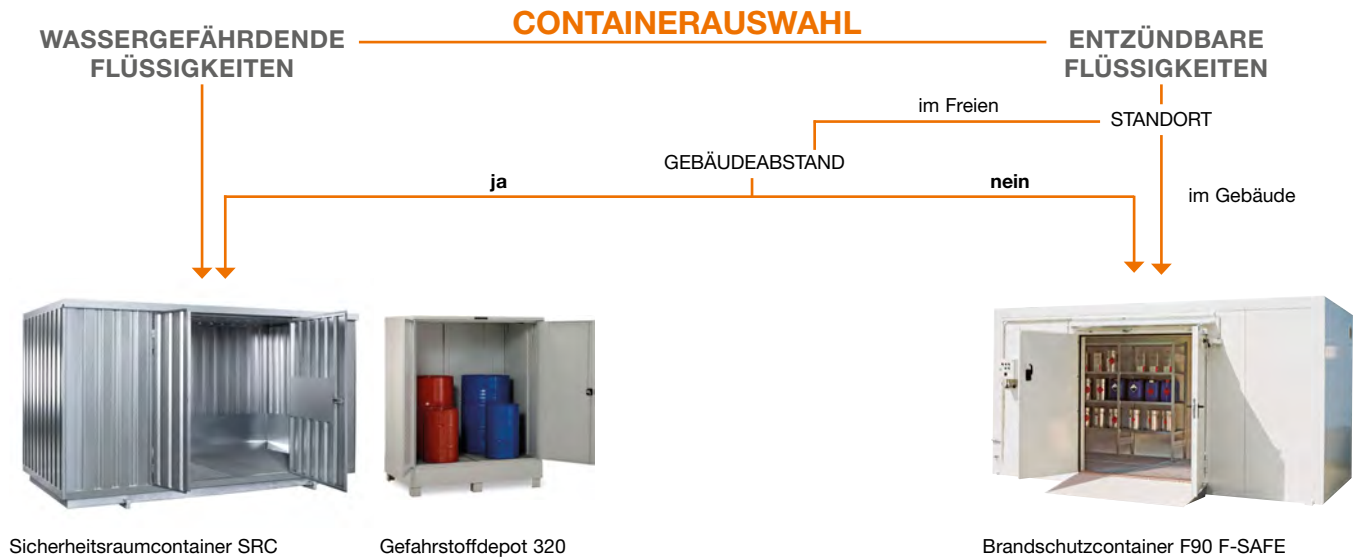 CONTAINERAUSWAHL
WASSERGEFÄHRDENDE
FLÜSSIGKEITEN
ENTZÜNDBARE
FLÜSSIGKEITEN
im Freien
STANDORT
GEBÄUDEABSTAND
ja
nein
im Gebäude
Sicherheitsraumcontainer SRC
Gefahrstoffdepot 320
Brandschutzcontainer F90 F-SAFE